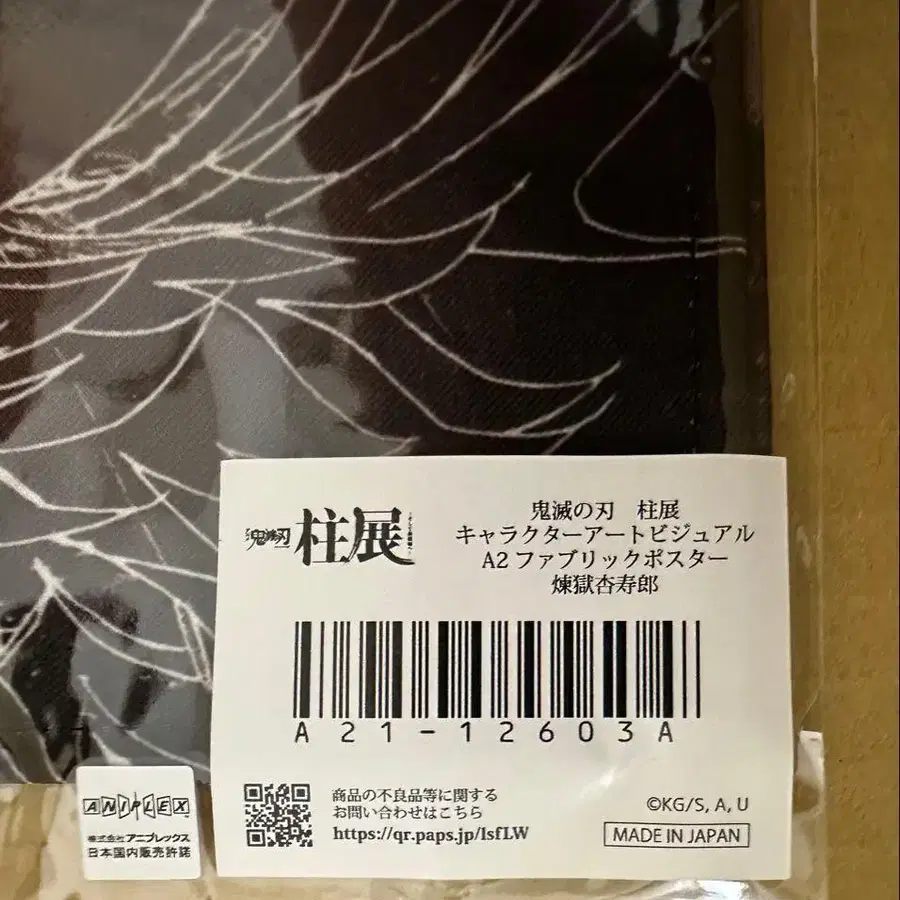 鬼滅の刃
柱展
鬼滅の刃　柱展
キャラクターアートビジュアル
A2ファブリックポスター
煉獄杏寿郎
A21-12603A
商品の不良品等に関する
お問い合わせはこちら
https://qr.paps.jp/lsfLW
©KG/S, A, U
MADE IN JAPAN
ANIPLEX
株式会社アニプレックス
日本国内販売許諾